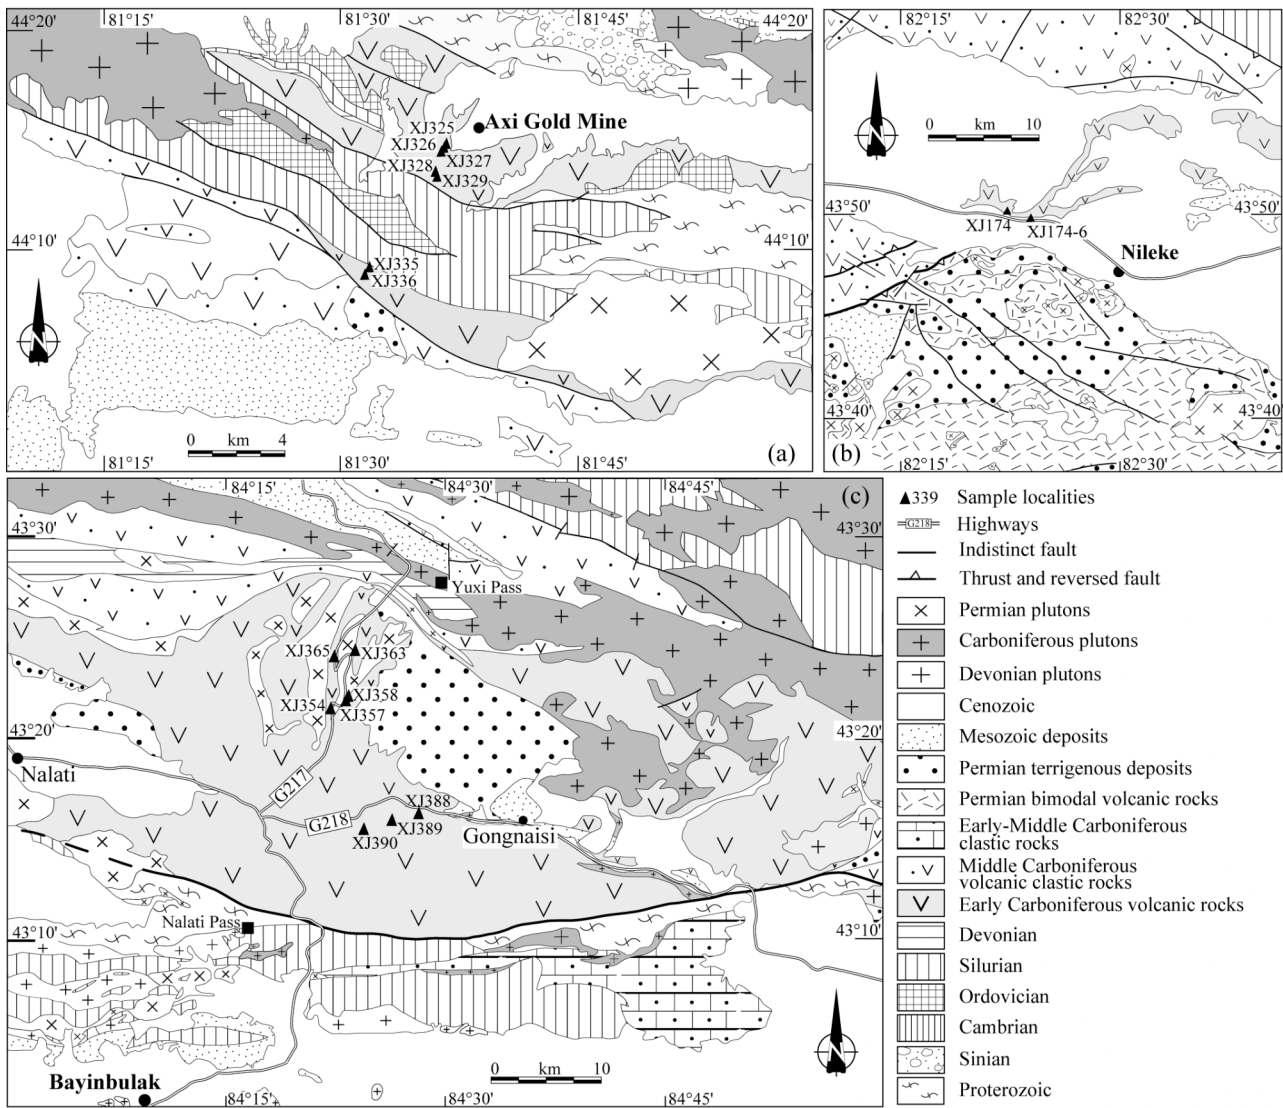 44°20'
81°15'
81°30'
81°45'
44°20'
Axi Gold Mine
XJ325
XJ326
XJ327
XJ328
XJ329
44°10'
44°10'
XJ335
XJ336
N
0 km 4
(a)
81°15'
81°30'
81°45'
82°15'
82°30'
N
0 km 10
43°50'
43°50'
XJ174
XJ174-6
Nileke
43°40'
43°40'
(b)
82°15'
82°30'
84°15'
84°30'
84°45'
(c)
43°30'
43°30'
Yuxi Pass
XJ365
XJ363
XJ358
XJ354
XJ357
43°20'
43°20'
Nalati
G217
XJ388
G218
XJ389
XJ390
Gongnaisi
Nalati Pass
43°10'
43°10'
N
0 km 10
Bayinbulak
84°15'
84°30'
84°45'
339 Sample localities
G218 Highways
Indistinct fault
Thrust and reversed fault
Permian plutons
Carboniferous plutons
Devonian plutons
Cenozoic
Mesozoic deposits
Permian terrigenous deposits
Permian bimodal volcanic rocks
Early-Middle Carboniferous
clastic rocks
Middle Carboniferous
volcanic clastic rocks
Early Carboniferous volcanic rocks
Devonian
Silurian
Ordovician
Cambrian
Sinian
Proterozoic